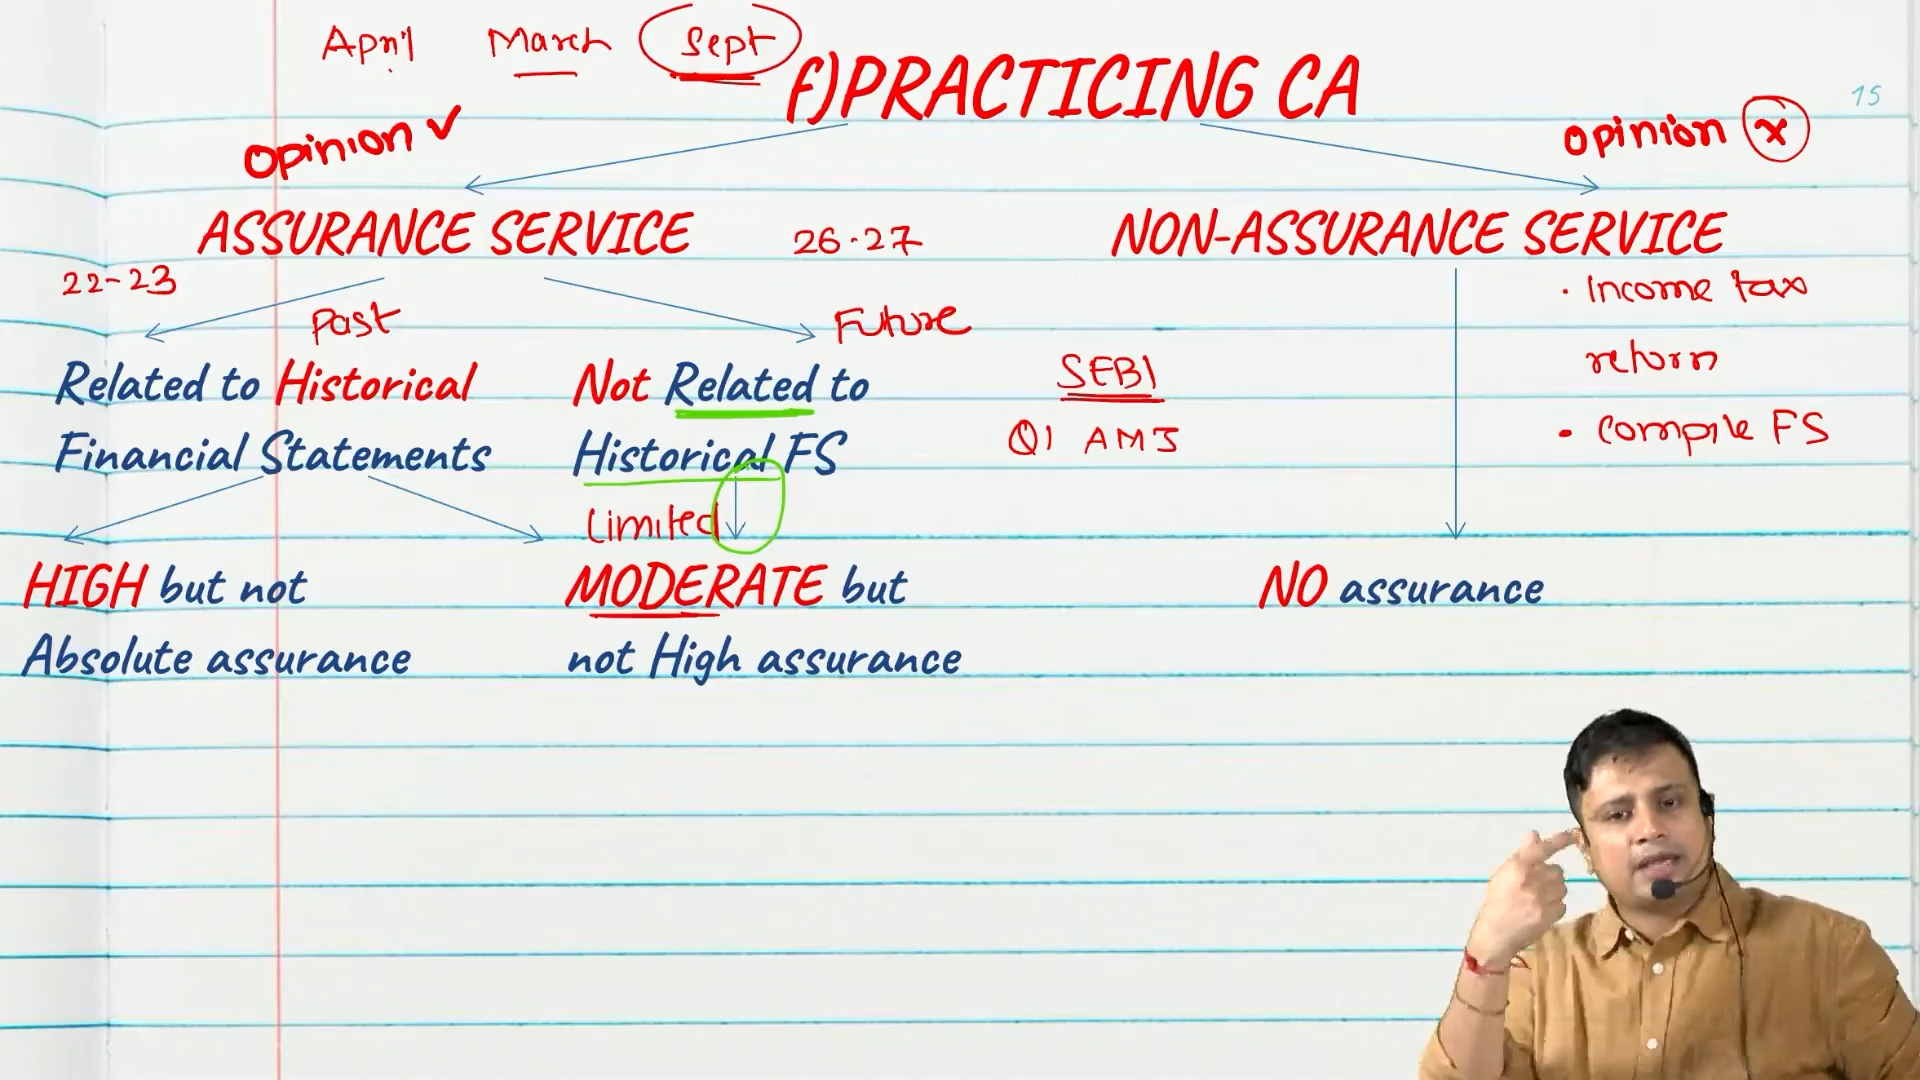 April March Sept
f)PRACTICING CA
15
Opinion ✓
Opinion x
ASSURANCE SERVICE
26-27
NON-ASSURANCE SERVICE
22-23
Past
Future
• Income tax
return
• Compile FS
Related to Historical
Financial Statements
Not Related to
Historical FS
SEBI
Q1 AMJ
Limited
HIGH but not
Absolute assurance
MODERATE but
not High assurance
NO assurance